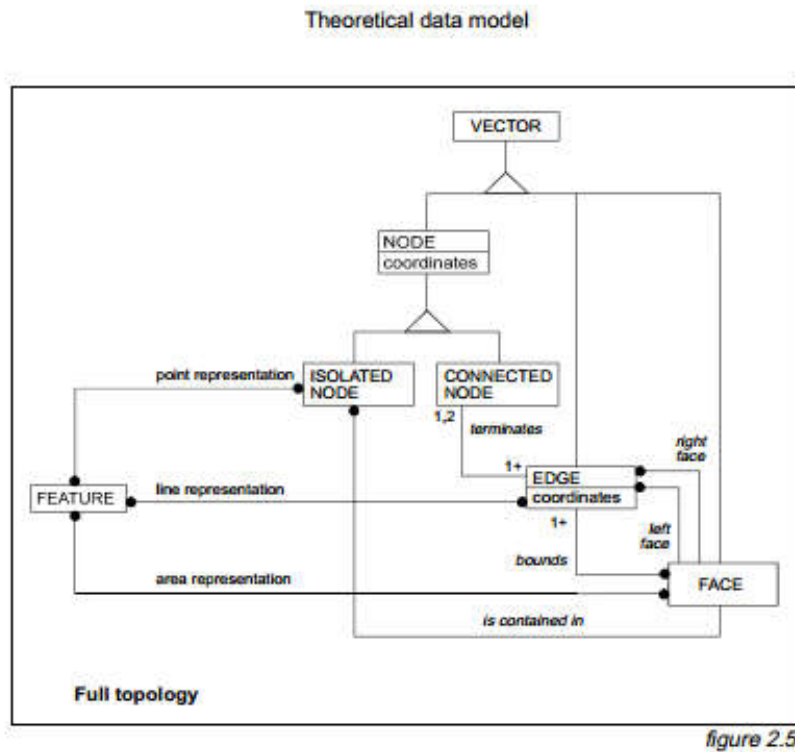 Theoretical data model
VECTOR
NODE
coordinates
point representation
ISOLATED
NODE
CONNECTED
NODE
1,2
terminates
right
face
1+
EDGE
coordinates
FEATURE
line representation
1+
left
face
bounds
area representation
FACE
is contained in
Full topology
figure 2.5